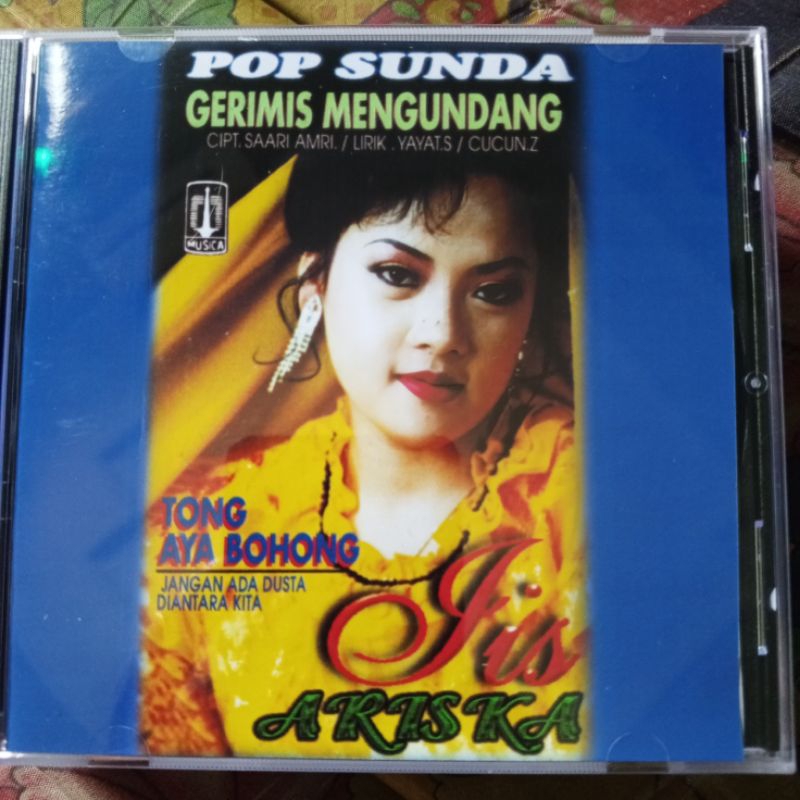 POP SUNDA
GERIMIS MENGUNDANG
CIPT. SAARI AMRI. / LIRIK . YAYAT.S / CUCUN.Z
MUSICA
TONG
AYA BOHONG
JANGAN ADA DUSTA
DIANTARA KITA
Iis
ARISKA